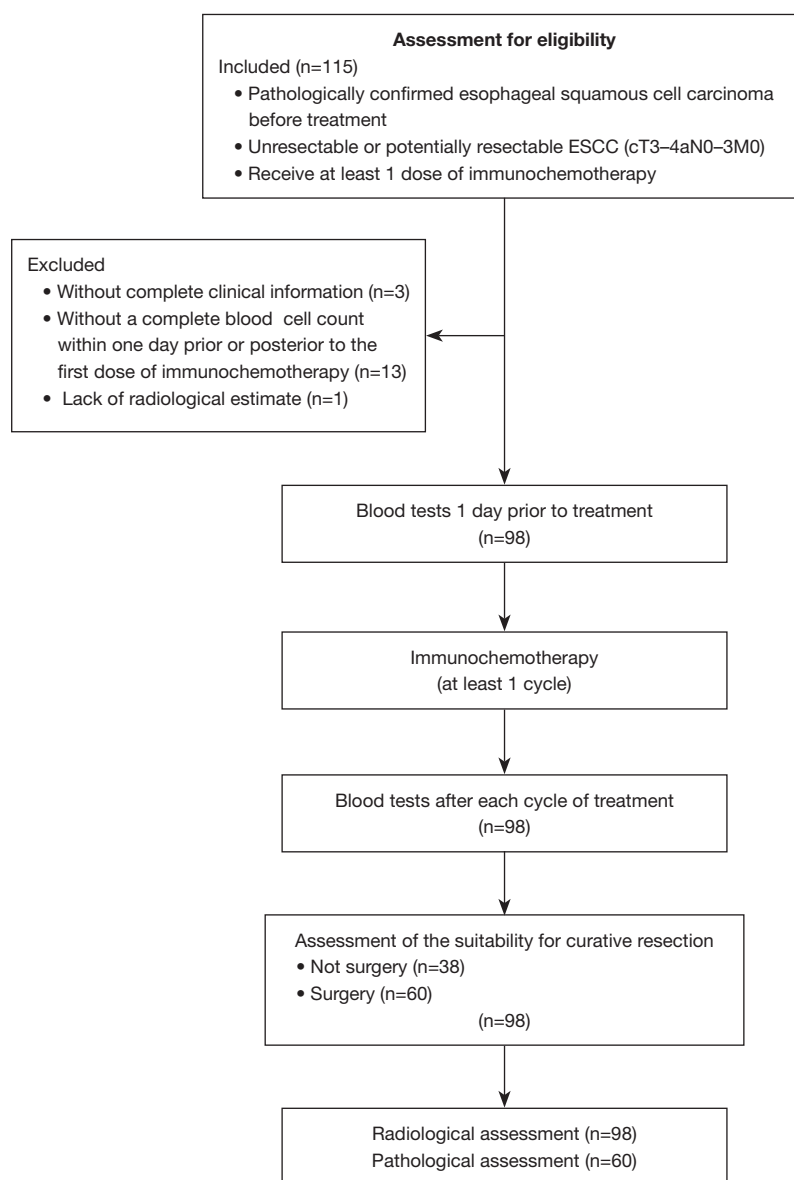 Assessment for eligibility
Included (n=115)
• Pathologically confirmed esophageal squamous cell carcinoma
before treatment
• Unresectable or potentially resectable ESCC (cT3–4aN0–3M0)
• Receive at least 1 dose of immunochemotherapy
Excluded
• Without complete clinical information (n=3)
• Without a complete blood cell count
within one day prior or posterior to the
first dose of immunochemotherapy (n=13)
• Lack of radiological estimate (n=1)
Blood tests 1 day prior to treatment
(n=98)
Immunochemotherapy
(at least 1 cycle)
Blood tests after each cycle of treatment
(n=98)
Assessment of the suitability for curative resection
• Not surgery (n=38)
• Surgery (n=60)
(n=98)
Radiological assessment (n=98)
Pathological assessment (n=60)